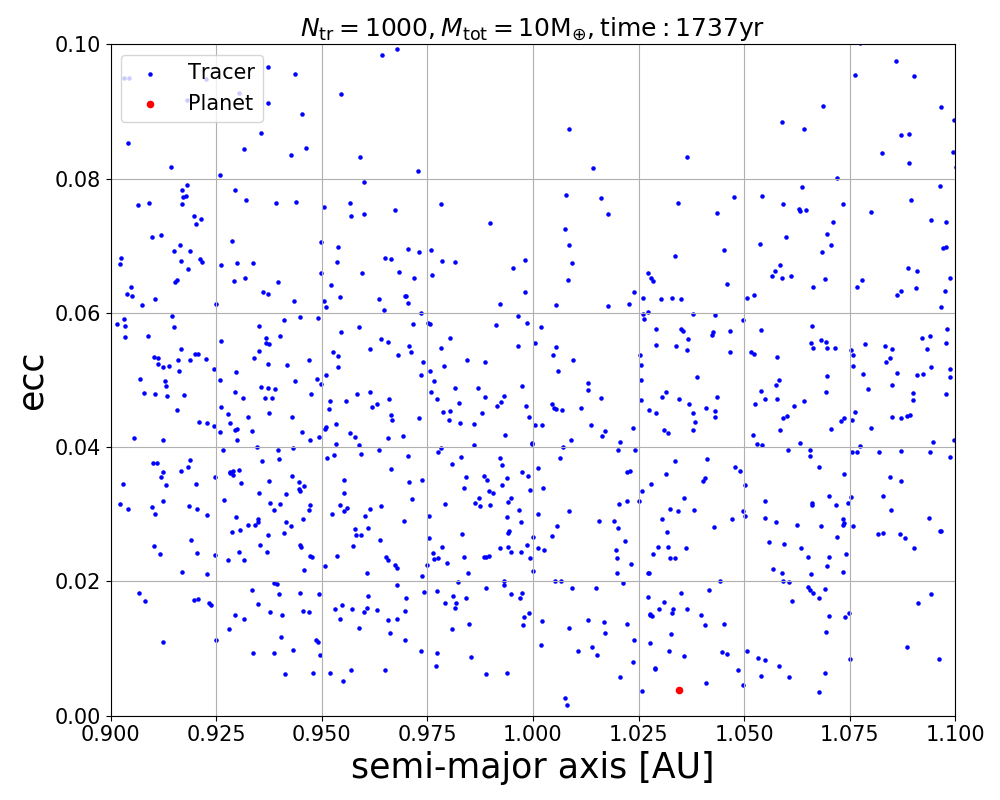 N_tr = 1000, M_tot = 10M_⊕, time : 1737yr
0.10
0.08
0.06
0.04
0.02
0.00
ecc
Tracer
Planet
0.900 0.925 0.950 0.975 1.000 1.025 1.050 1.075 1.100
semi-major axis [AU]